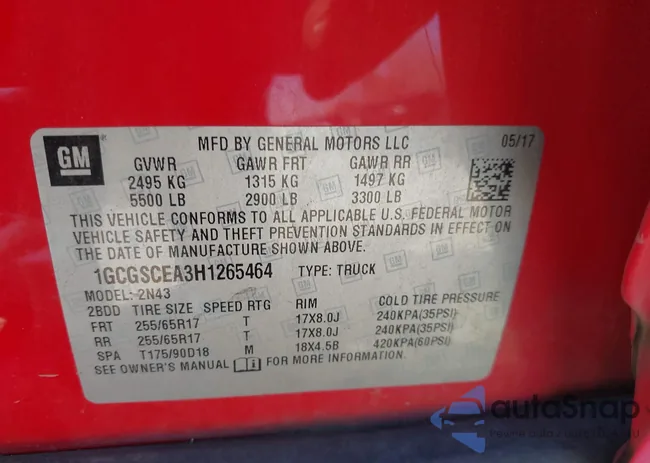 GM
MFD BY GENERAL MOTORS LLC 05/17
GVWR GAWR FRT GAWR RR
2495 KG 1315 KG 1497 KG
5500 LB 2900 LB 3300 LB
THIS VEHICLE CONFORMS TO ALL APPLICABLE U.S. FEDERAL MOTOR
VEHICLE SAFETY AND THEFT PREVENTION STANDARDS IN EFFECT ON
THE DATE OF MANUFACTURE SHOWN ABOVE.
1GCGSCEA3H1265464 TYPE: TRUCK
MODEL: 2N43
2BDD TIRE SIZE SPEED RTG RIM COLD TIRE PRESSURE
FRT 255/65R17 T 17X8.0J 240KPA(35PSI)
RR 255/65R17 T 17X8.0J 240KPA(35PSI)
SPA T175/90D18 M 18X4.5B 420KPA(60PSI)
SEE OWNER'S MANUAL FOR MORE INFORMATION.
autoSnap